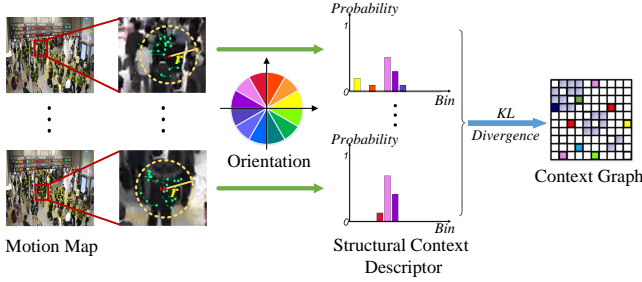 Probability
1
0
Bin
Orientation
KL
Divergence
Probability
1
0
Bin
Context Graph
Motion Map
Structural Context
Descriptor